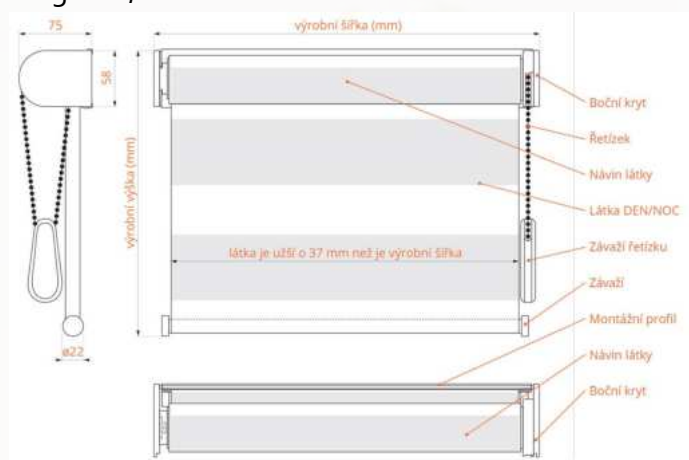 75
výrobní šířka (mm)
58
Boční kryt
Řetízek
Návin látky
výrobní výška (mm)
Látka DEN/NOC
látka je užší o 37 mm než je výrobní šířka
Závaží řetízku
Závaží
Montážní profil
ø22
Návin látky
Boční kryt